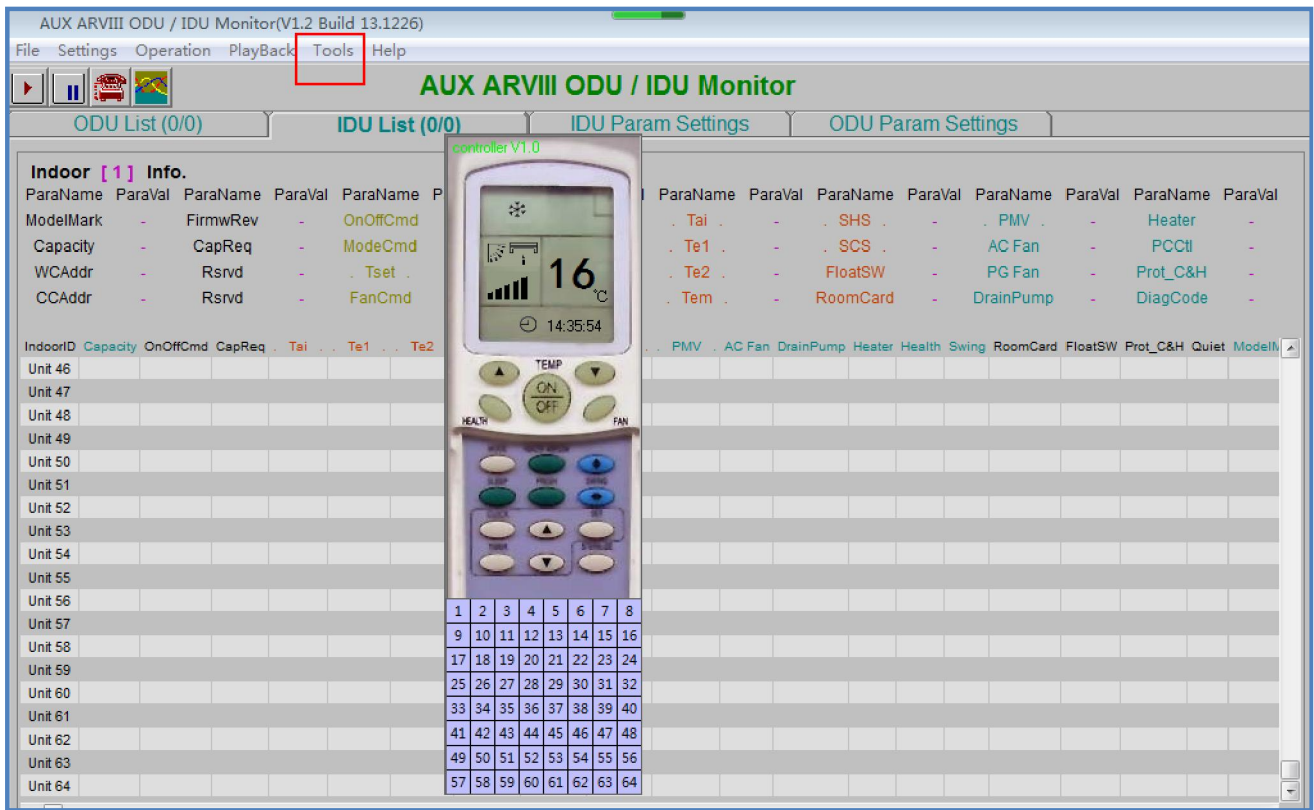 AUX ARVIII ODU / IDU Monitor(V1.2 Build 13.1226)
File Settings Operation PlayBack Tools Help
AUX ARVIII ODU / IDU Monitor
ODU List (0/0) IDU List (0/0) IDU Param Settings ODU Param Settings
controller V1.0
Indoor [ 1 ] Info.
ParaName ParaVal ParaName ParaVal ParaName P l ParaName ParaVal ParaName ParaVal ParaName ParaVal ParaName ParaVal
ModelMark - FirmwRev - OnOffCmd . Tai . - . SHS . - . PMV . - Heater -
Capacity - CapReq - ModeCmd . Te1 . - . SCS . - AC Fan - PCCtl -
WCAddr - Rsrvd - . Tset . . Te2 . - FloatSW - PG Fan - Prot_C&H -
CCAddr - Rsrvd - FanCmd . Tem . - RoomCard - DrainPump - DiagCode -
16 °C
14:35:54
IndoorID Capacity OnOffCmd CapReq . Tai . . Te1 . . Te2 . . PMV . AC Fan DrainPump Heater Health Swing RoomCard FloatSW Prot_C&H Quiet ModelM
Unit 46
Unit 47
Unit 48
Unit 49
Unit 50
Unit 51
Unit 52
Unit 53
Unit 54
Unit 55
Unit 56
Unit 57
Unit 58
Unit 59
Unit 60
Unit 61
Unit 62
Unit 63
Unit 64
TEMP
ON
OFF
HEALTH FAN
MODE
SLEEP FRESH SWING
CLOCK SET
TIMER
1 2 3 4 5 6 7 8
9 10 11 12 13 14 15 16
17 18 19 20 21 22 23 24
25 26 27 28 29 30 31 32
33 34 35 36 37 38 39 40
41 42 43 44 45 46 47 48
49 50 51 52 53 54 55 56
57 58 59 60 61 62 63 64